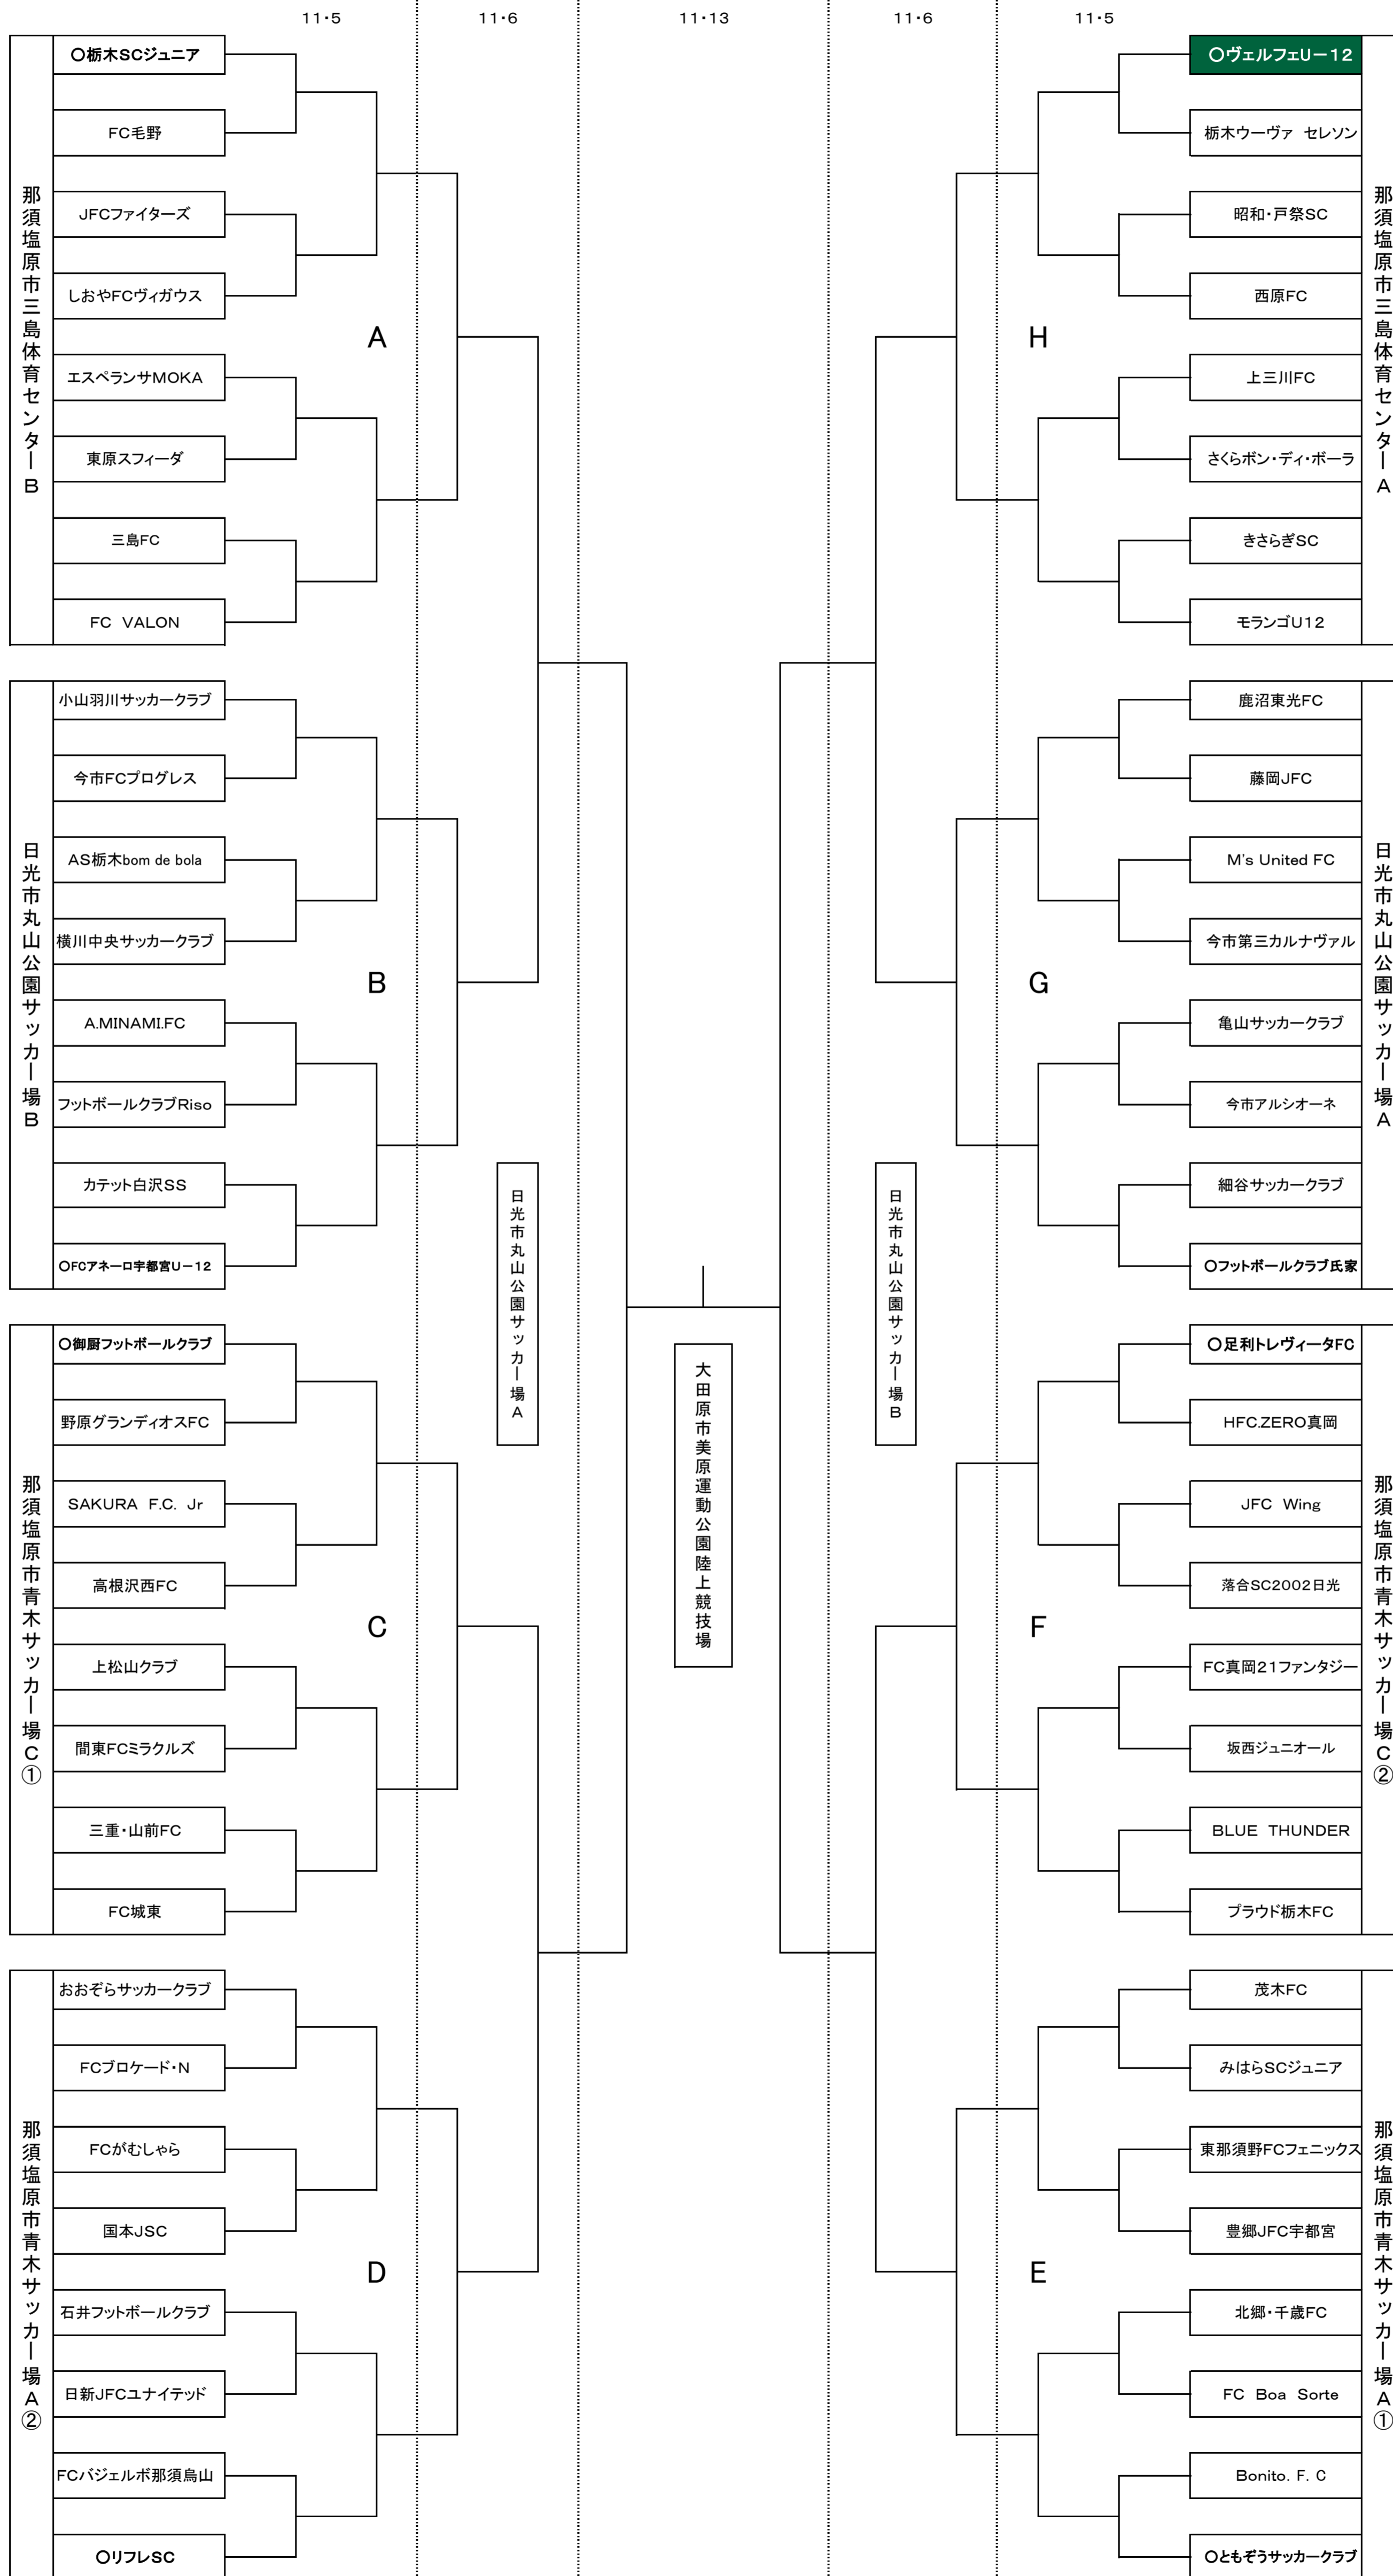 11・5
11・6
11・13
11・6
11・5
那須塩原市三島体育センターB
○栃木SCジュニア
FC毛野
JFCファイターズ
しおやFCヴィガウス
エスペランサMOKA
東原スフィーダ
三島FC
FC VALON
A
日光市丸山公園サッカー場B
小山羽川サッカークラブ
今市FCプログレス
AS栃木bom de bola
横川中央サッカークラブ
A.MINAMI.FC
フットボールクラブRiso
カテット白沢SS
○FCアネーロ宇都宮U－12
B
那須塩原市青木サッカー場C①
○御厨フットボールクラブ
野原グランディオスFC
SAKURA F.C. Jr
高根沢西FC
上松山クラブ
間東FCミラクルズ
三重・山前FC
FC城東
C
那須塩原市青木サッカー場A②
おおぞらサッカークラブ
FCブロケード・N
FCがむしゃら
国本JSC
石井フットボールクラブ
日新JFCユナイテッド
FCバジェルボ那須烏山
○リフレSC
D
日光市丸山公園サッカー場A
大田原市美原運動公園陸上競技場
日光市丸山公園サッカー場B
○ヴェルフェU－12
栃木ウーヴァ セレソン
昭和・戸祭SC
西原FC
上三川FC
さくらボン・ディ・ボーラ
きさらぎSC
モランゴU12
H
那須塩原市三島体育センターA
鹿沼東光FC
藤岡JFC
M's United FC
今市第三カルナヴァル
亀山サッカークラブ
今市アルシオーネ
細谷サッカークラブ
○フットボールクラブ氏家
G
日光市丸山公園サッカー場A
○足利トレヴィータFC
HFC.ZERO真岡
JFC Wing
落合SC2002日光
FC真岡21ファンタジー
坂西ジュニオール
BLUE THUNDER
プラウド栃木FC
F
那須塩原市青木サッカー場C②
茂木FC
みはらSCジュニア
東那須野FCフェニックス
豊郷JFC宇都宮
北郷・千歳FC
FC Boa Sorte
Bonito. F. C
○ともぞうサッカークラブ
E
那須塩原市青木サッカー場A①